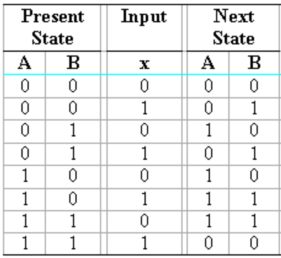 Present State Input Next State
A B x A B
0 0 0 0 0
0 0 1 0 1
0 1 0 1 0
0 1 1 0 1
1 0 0 1 0
1 0 1 1 1
1 1 0 1 1
1 1 1 0 0